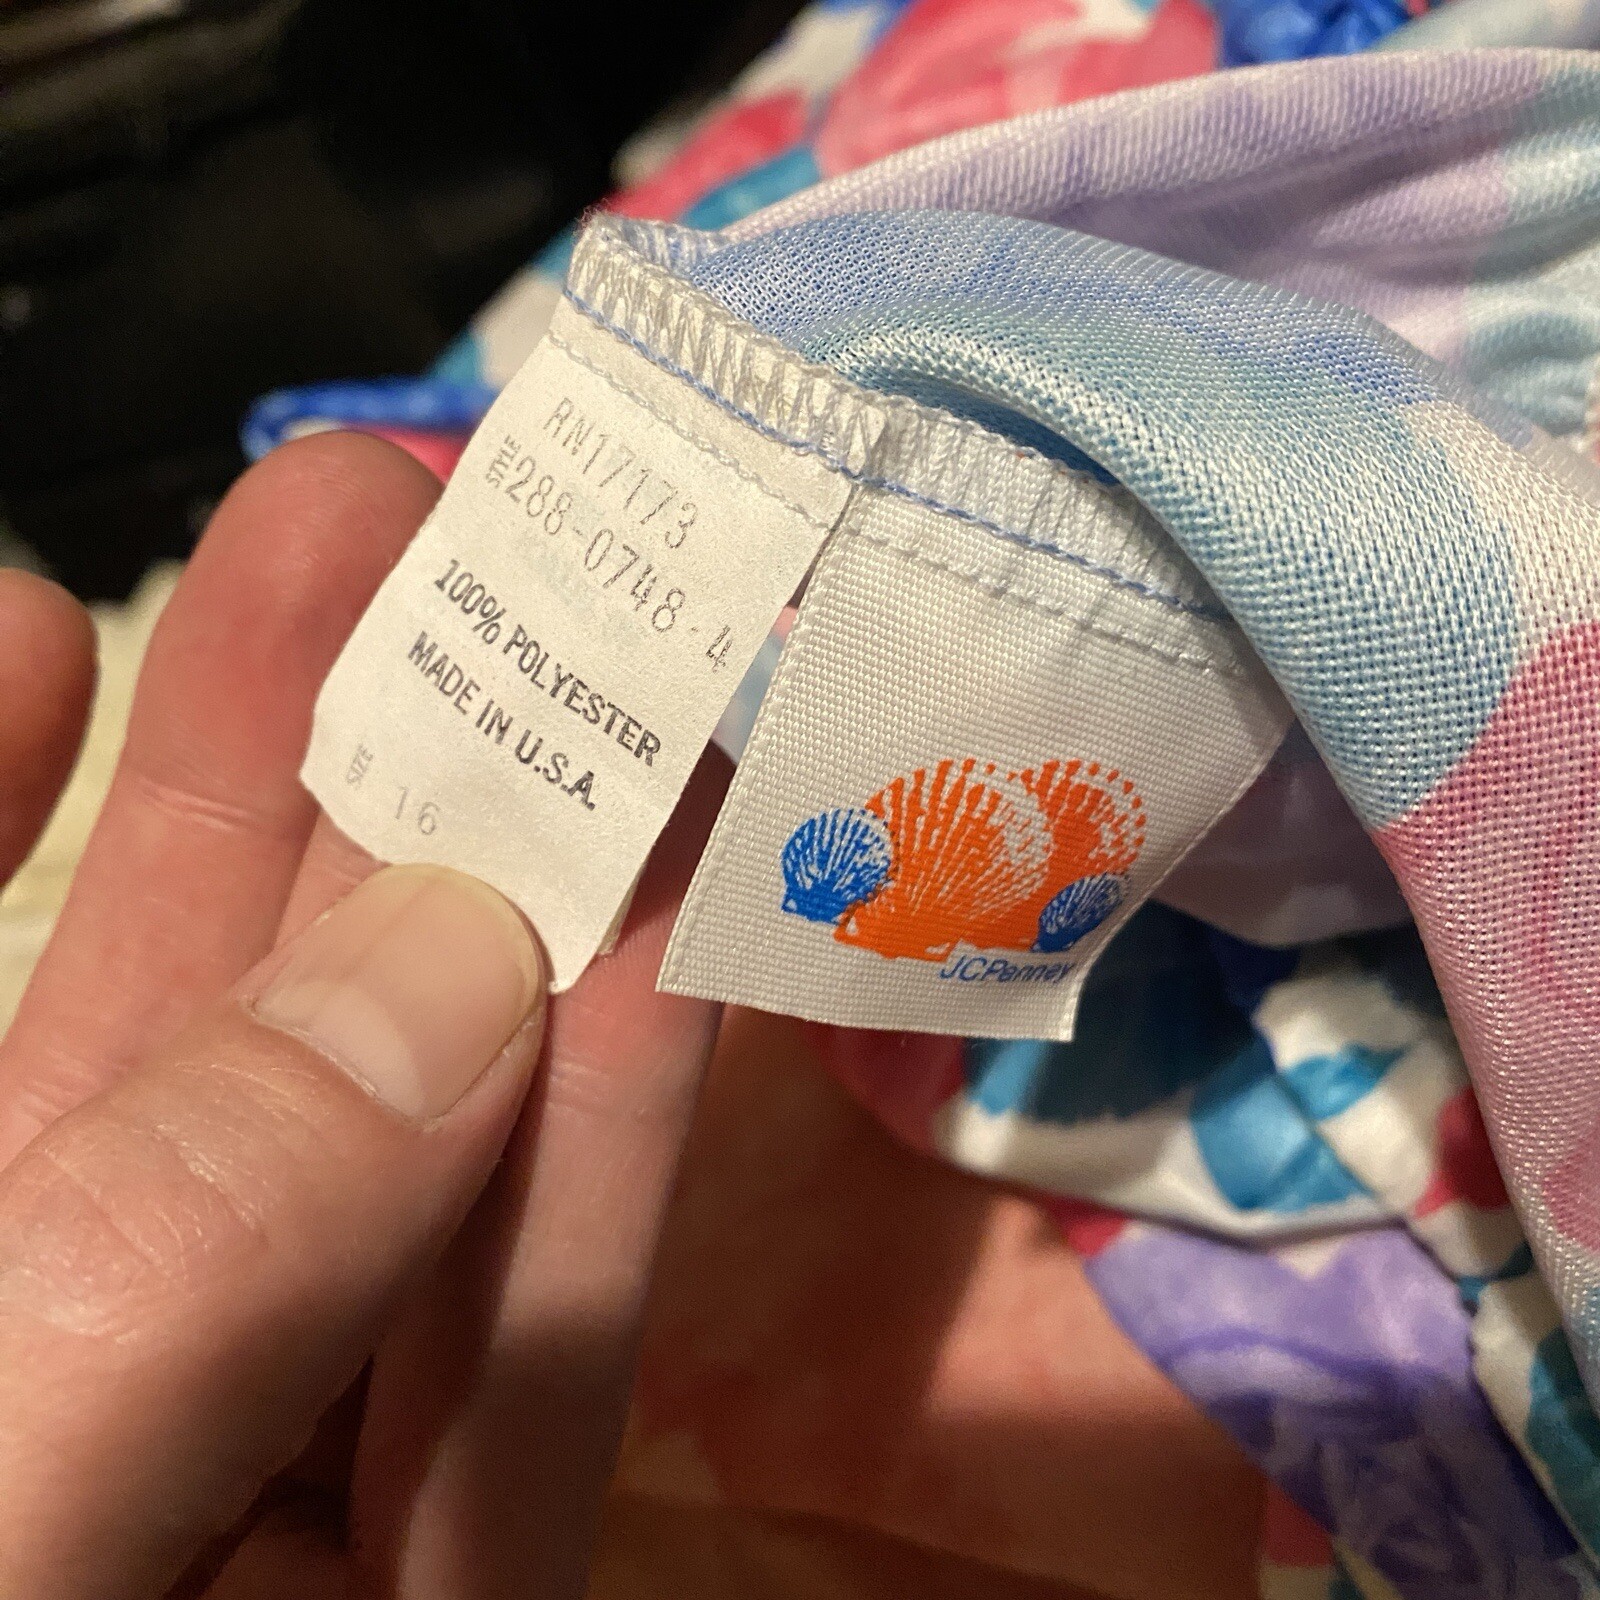 RN17173
STYLE 288-0748-4
100% POLYESTER
MADE IN U.S.A.
SIZE 16
JCPenney